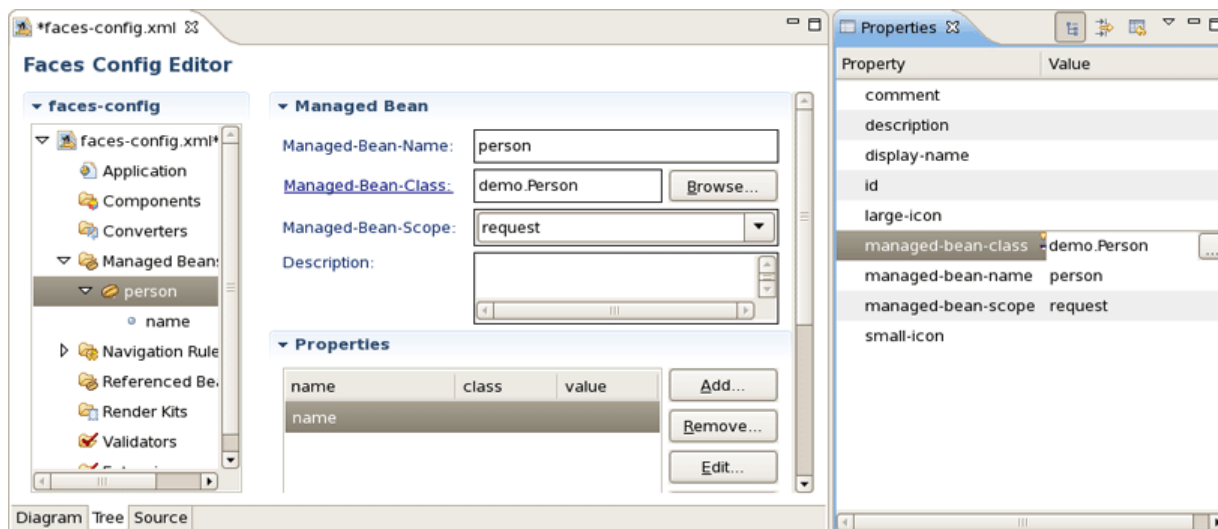 *faces-config.xml
Faces Config Editor
faces-config
faces-config.xml*
Application
Components
Converters
Managed Beans
person
name
Navigation Rule
Referenced Be
Render Kits
Validators
Managed Bean
Managed-Bean-Name: person
Managed-Bean-Class: demo.Person Browse...
Managed-Bean-Scope: request
Description:
Properties
name class value
name
Add...
Remove...
Edit...
Diagram Tree Source
Properties
Property Value
comment
description
display-name
id
large-icon
managed-bean-class demo.Person ...
managed-bean-name person
managed-bean-scope request
small-icon